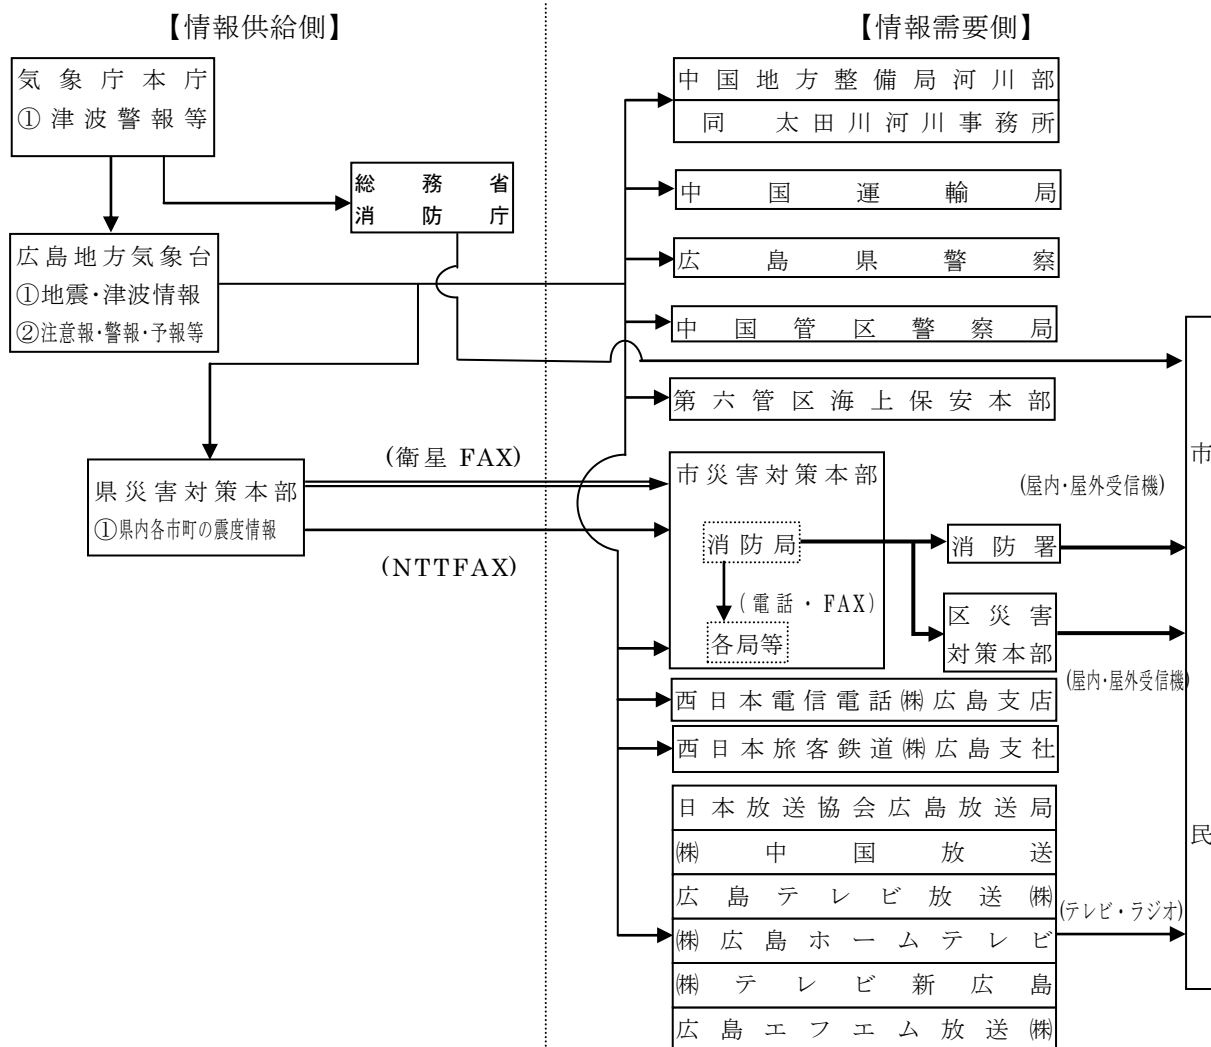 【情報供給側】
【情報需要側】
気象庁本庁
①津波警報等
総務省
消防庁
広島地方気象台
①地震・津波情報
②注意報・警報・予報等
県災害対策本部
①県内各市町の震度情報
(衛星 FAX)
(NTTFAX)
中国地方整備局河川部
同 太田川河川事務所
中国運輸局
広島県警察
中国管区警察局
第六管区海上保安本部
市災害対策本部
消防局
(電話・FAX)
各局等
消防署
(屋内・屋外受信機)
区災害
対策本部
(屋内・屋外受信機)
西日本電信電話㈱広島支店
西日本旅客鉄道㈱広島支社
日本放送協会広島放送局
㈱中国放送
広島テレビ放送㈱
㈱広島ホームテレビ
㈱テレビ新広島
広島エフエム放送㈱
(テレビ・ラジオ)
市民